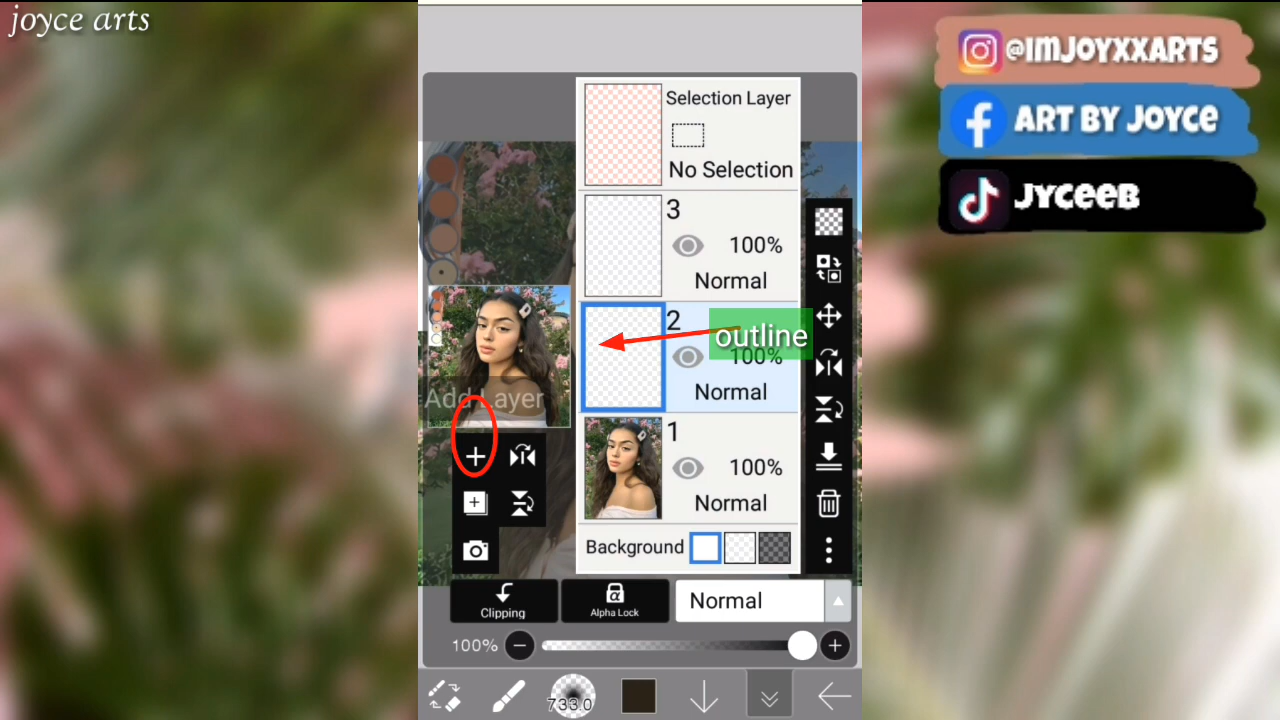 joyce arts
@IMJOYXXARTS
ART BY JOYCE
JYCEEB
Selection Layer
No Selection
3
100%
Normal
2
outline
100%
Normal
Add Layer
1
100%
Normal
Background
Clipping
α
Alpha Lock
Normal
100%
733.0